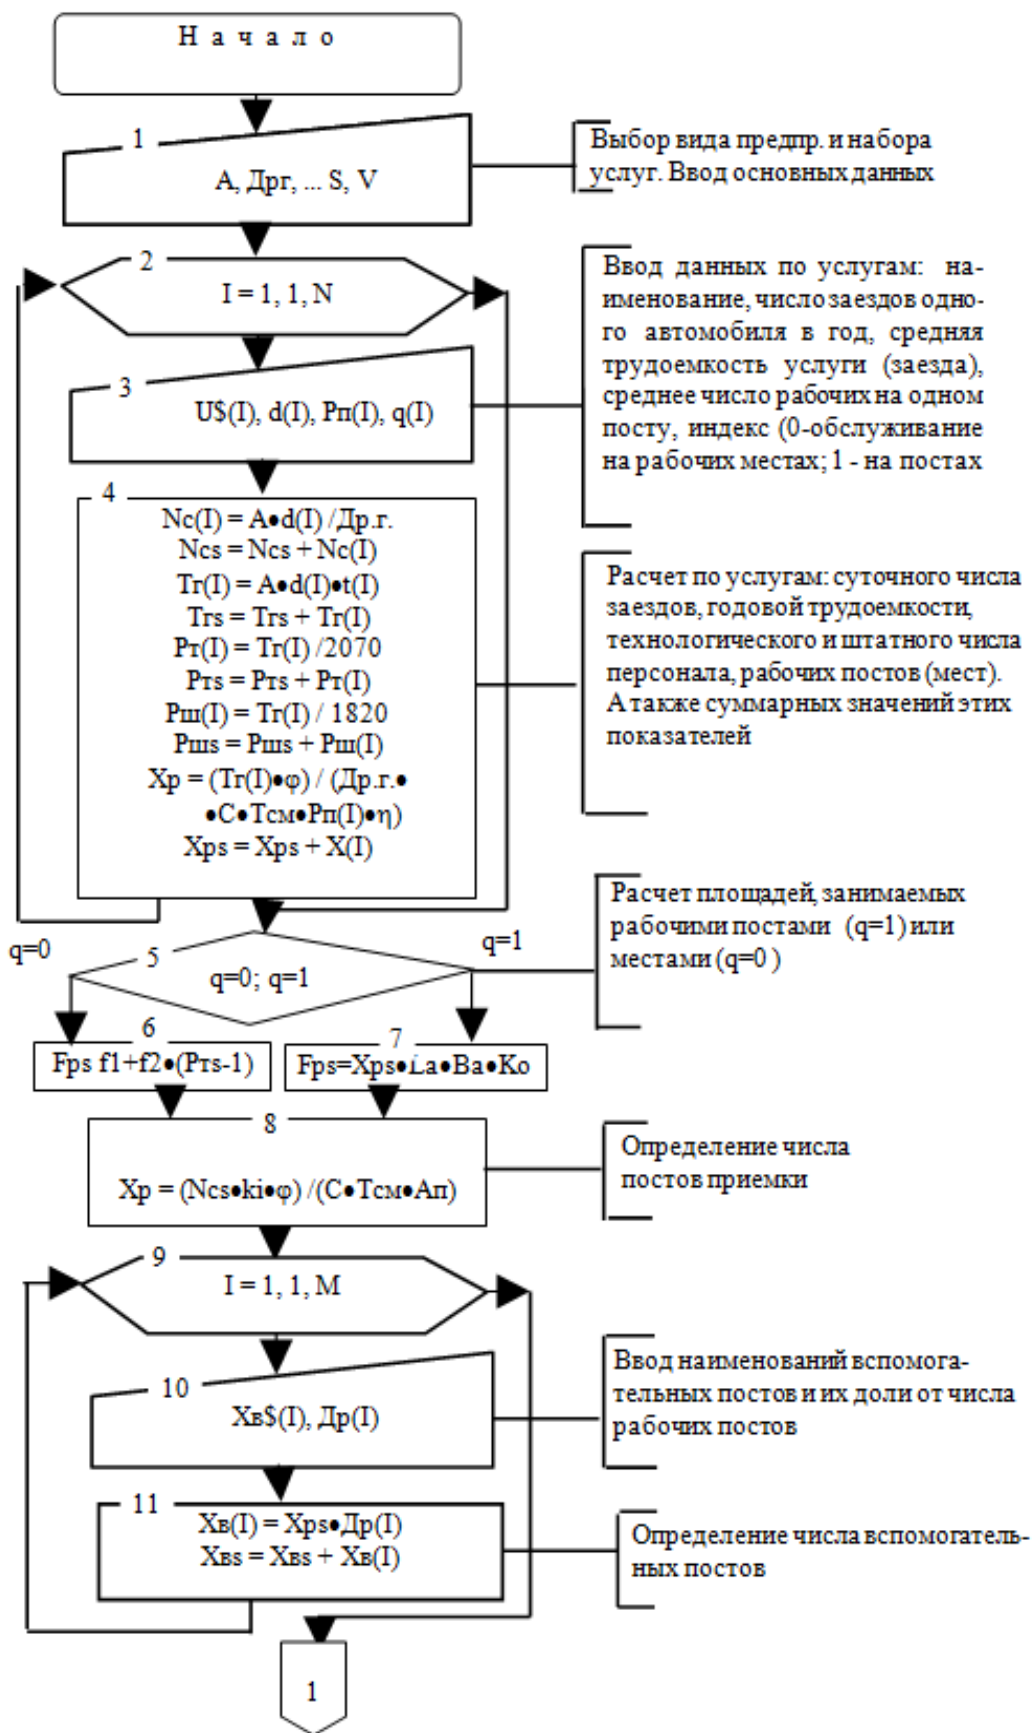 Н а ч а л о
1
А, Дрг, ... S, V
Выбор вида предпр. и набора
услуг. Ввод основных данных
2
I = 1, 1, N
Ввод данных по услугам: на-
именование, число заездов одно-
го автомобиля в год, средняя
трудоемкость услуги (заезда),
среднее число рабочих на одном
посту, индекс (0-обслуживание
на рабочих местах; 1 - на постах
3
U$(I), d(I), Рп(I), q(I)
4
Nc(I) = A•d(I) /Др.г.
Ncs = Ncs + Nc(I)
Тг(I) = A•d(I)•t(I)
Тгs = Тгs + Тг(I)
Рт(I) = Тг(I) /2070
Ртs = Ртs + Рт(I)
Рш(I) = Тг(I) / 1820
Ршs = Ршs + Рш(I)
Хр = (Тг(I)•φ) / (Др.г.•
•С•Тсм•Рп(I)•η)
Xps = Xps + X(I)
Расчет по услугам: суточного числа
заездов, годовой трудоемкости,
технологического и штатного числа
персонала, рабочих постов (мест).
А также суммарных значений этих
показателей
Расчет площадей, занимаемых
рабочими постами (q=1) или
местами (q=0 )
q=0
5
q=0; q=1
q=1
6
Fps f1+f2•(Ртs-1)
7
Fps=Xps•La•Ba•Ko
8
Xp = (Ncs•ki•φ) /(С•Тсм•Ап)
Определение числа
постов приемки
9
I = 1, 1, M
10
Хв$(I), Др(I)
Ввод наименований вспомога-
тельных постов и их доли от числа
рабочих постов
11
Хв(I) = Xps•Др(I)
Хвs = Хвs + Хв(I)
Определение числа вспомогатель-
ных постов
1